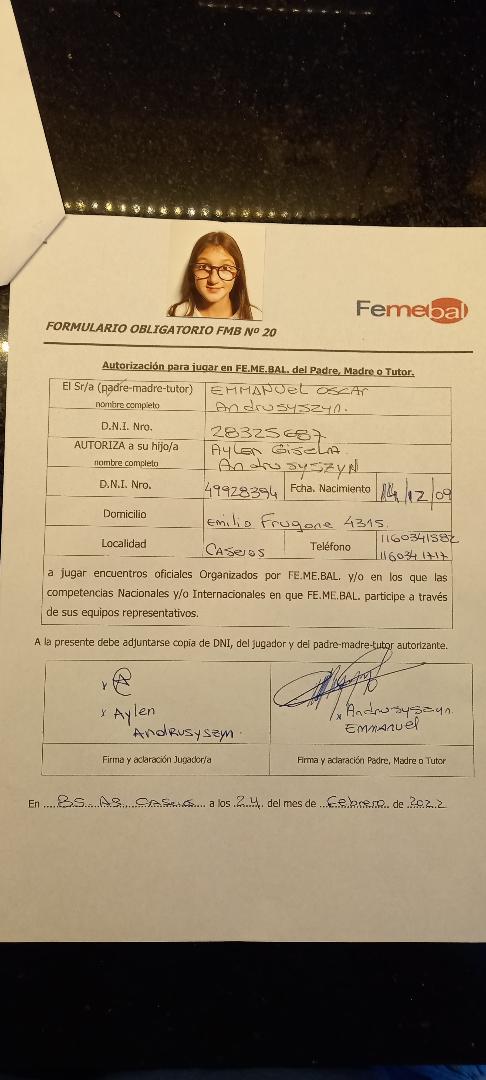 Femebal
FORMULARIO OBLIGATORIO FMB Nº 20
Autorización para jugar en FE.ME.BAL. del Padre, Madre o Tutor.
El Sr/a (padre-madre-tutor) EMMANUEL OSCAR
nombre completo Andrusyszyn.
D.N.I. Nro. 28325687
AUTORIZA a su hijo/a AYLEN GISELA
nombre completo Andrusyszyn
D.N.I. Nro. 49928394 Fcha. Nacimiento 14/12/09
Domicilio Emilio Frugone 4315.
Localidad CASEROS Teléfono 1160341582
116034 1717
a jugar encuentros oficiales Organizados por FE.ME.BAL. y/o en los que las
competencias Nacionales y/o Internacionales en que FE.ME.BAL. participe a través
de sus equipos representativos.
A la presente debe adjuntarse copia de DNI, del jugador y del padre-madre-tutor autorizante.
x A
x Aylen
Andrusyszyn.
x Andrusyszyn.
EMMANUEL
Firma y aclaración Jugador/a Firma y aclaración Padre, Madre o Tutor
En .... BS. AS. CASEROS .... a los 24. del mes de .Febrero. de 2022